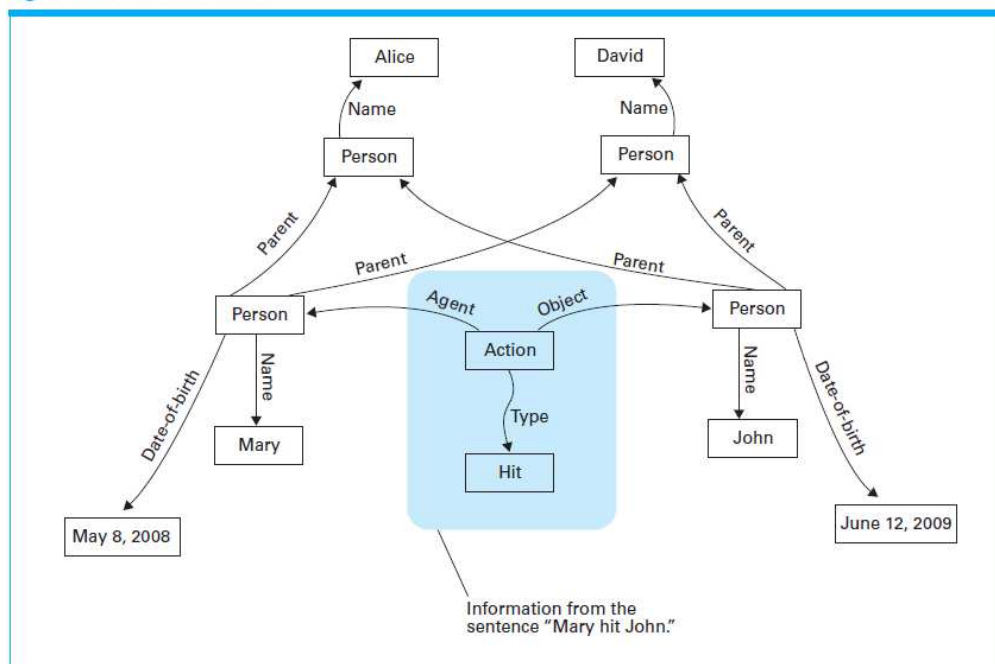 Alice
David
Name
Name
Person
Person
Parent
Parent
Parent
Parent
Agent
Object
Person
Person
Action
Name
Name
Date-of-birth
Date-of-birth
Type
Mary
John
Hit
May 8, 2008
June 12, 2009
Information from the
sentence “Mary hit John.”